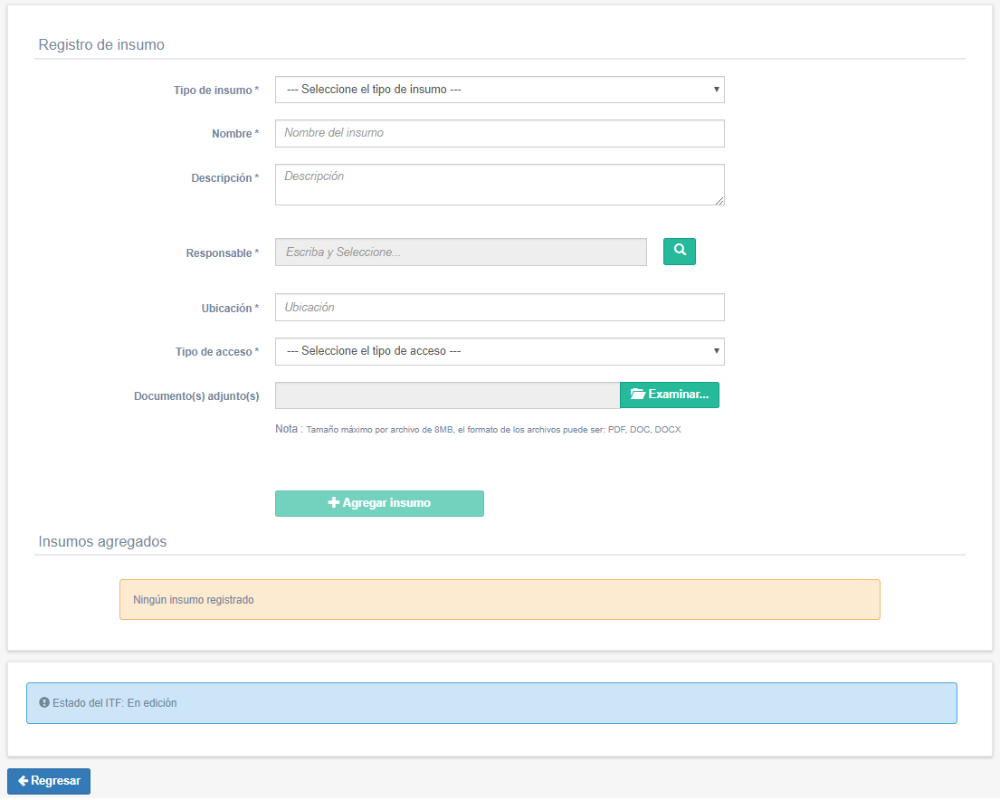 Registro de insumo
Tipo de insumo * --- Seleccione el tipo de insumo ---
Nombre * Nombre del insumo
Descripción * Descripción
Responsable * Escriba y Seleccione...
Ubicación * Ubicación
Tipo de acceso * --- Seleccione el tipo de acceso ---
Documento(s) adjunto(s) Examinar...
Nota : Tamaño máximo por archivo de 8MB, el formato de los archivos puede ser: PDF, DOC, DOCX
Agregar insumo
Insumos agregados
Ningún insumo registrado
Estado del ITF: En edición
Regresar